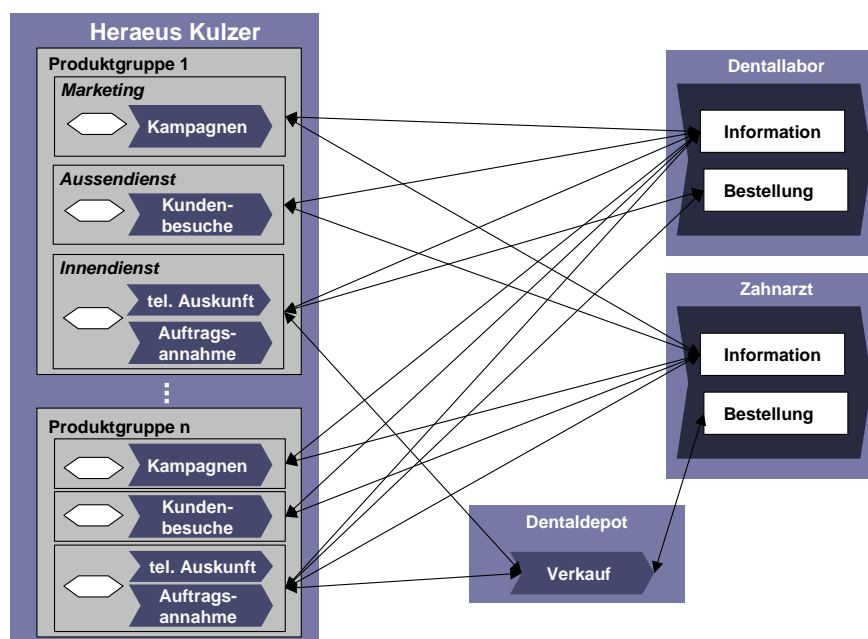 Heraeus Kulzer
Produktgruppe 1
Marketing
Kampagnen
Aussendienst
Kunden-
besuche
Innendienst
tel. Auskunft
Auftrags-
annahme
Produktgruppe n
Kampagnen
Kunden-
besuche
tel. Auskunft
Auftrags-
annahme
Dentallabor
Information
Bestellung
Zahnarzt
Information
Bestellung
Dentaldepot
Verkauf